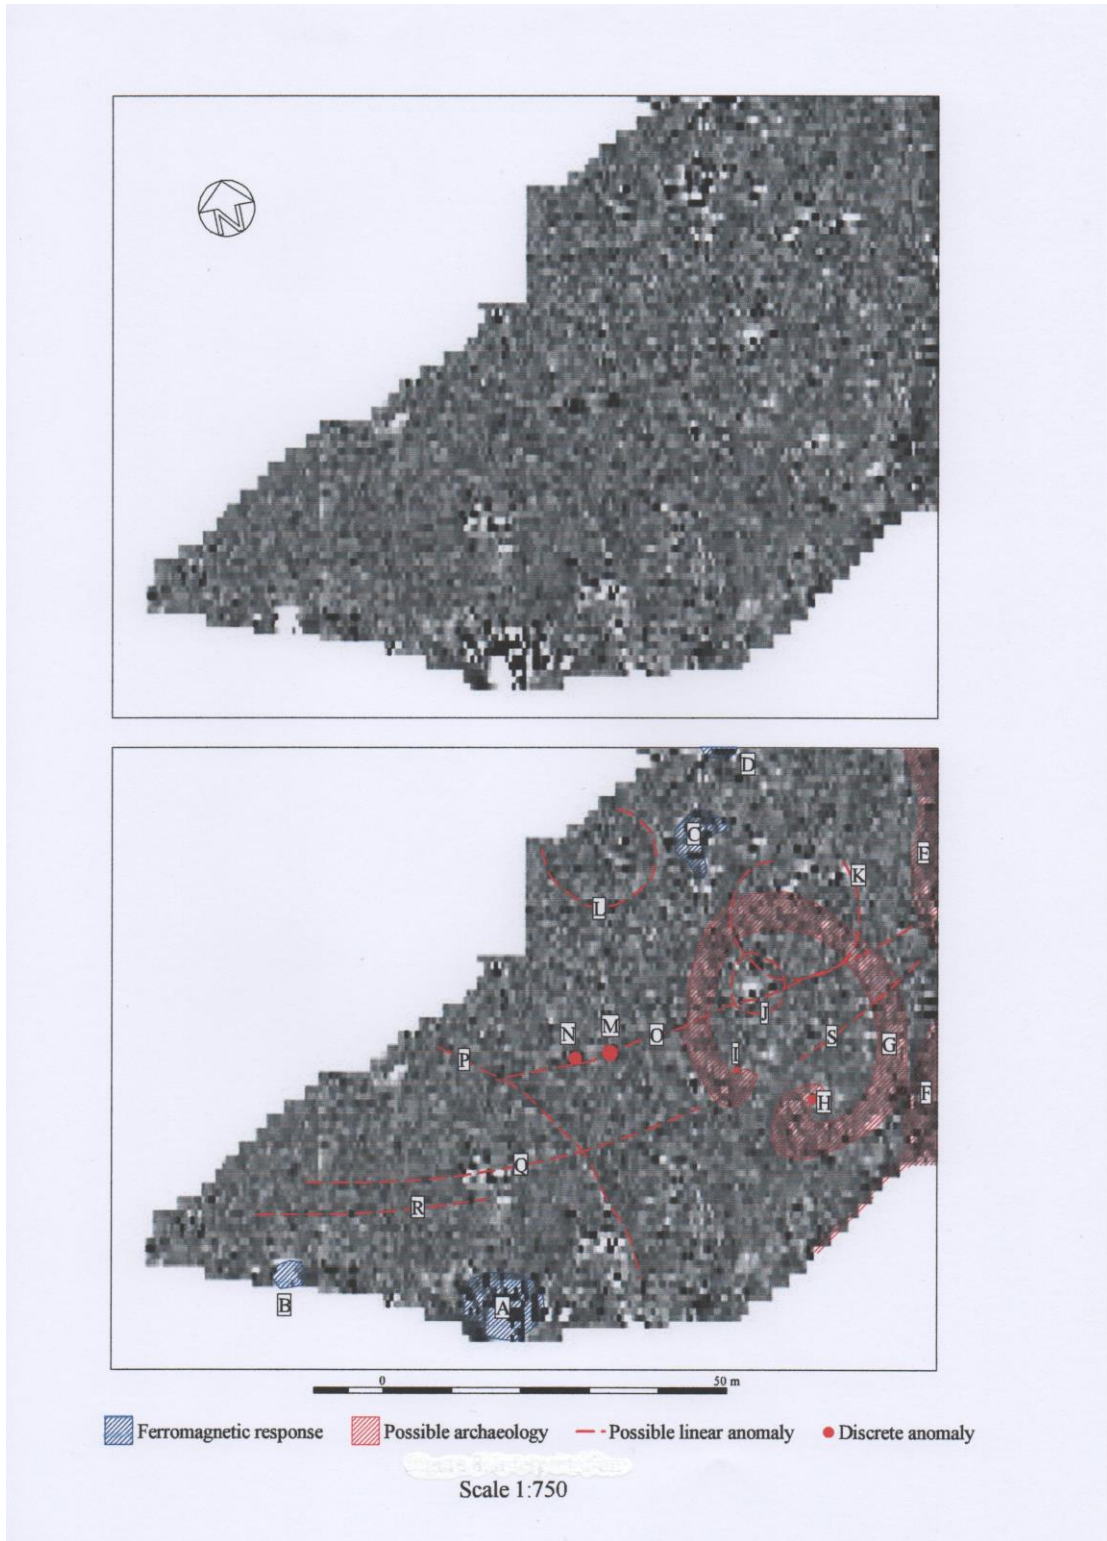 N
D
C
E
K
L
J
N
M
O
S
G
P
I
H
F
Q
R
B
A
0 50 m
Ferromagnetic response Possible archaeology Possible linear anomaly Discrete anomaly
Scale 1:750